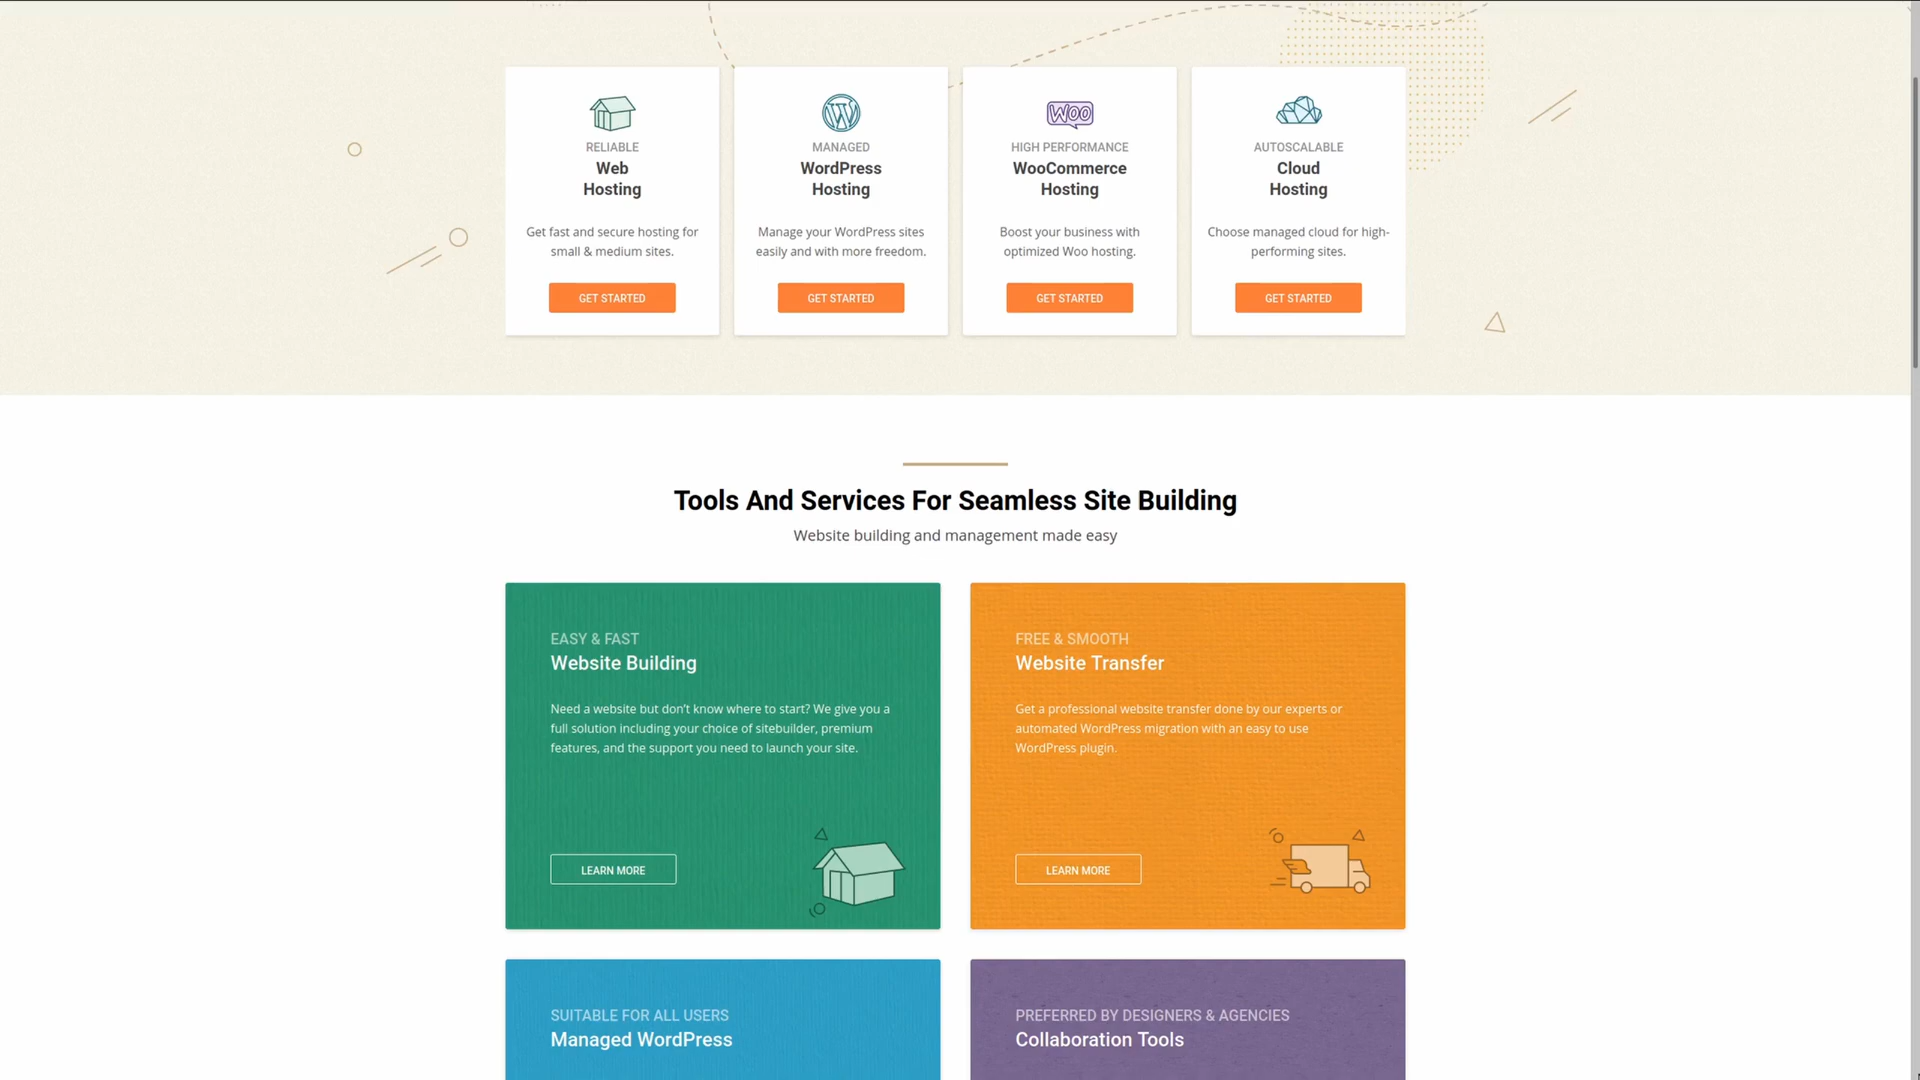 RELIABLE
Web
Hosting
Get fast and secure hosting for
small & medium sites.
GET STARTED
MANAGED
WordPress
Hosting
Manage your WordPress sites
easily and with more freedom.
GET STARTED
WOO
HIGH PERFORMANCE
WooCommerce
Hosting
Boost your business with
optimized Woo hosting.
GET STARTED
AUTOSCALABLE
Cloud
Hosting
Choose managed cloud for high-
performing sites.
GET STARTED
Tools And Services For Seamless Site Building
Website building and management made easy
EASY & FAST
Website Building
Need a website but don’t know where to start? We give you a
full solution including your choice of sitebuilder, premium
features, and the support you need to launch your site.
LEARN MORE
FREE & SMOOTH
Website Transfer
Get a professional website transfer done by our experts or
automated WordPress migration with an easy to use
WordPress plugin.
LEARN MORE
SUITABLE FOR ALL USERS
Managed WordPress
PREFERRED BY DESIGNERS & AGENCIES
Collaboration Tools